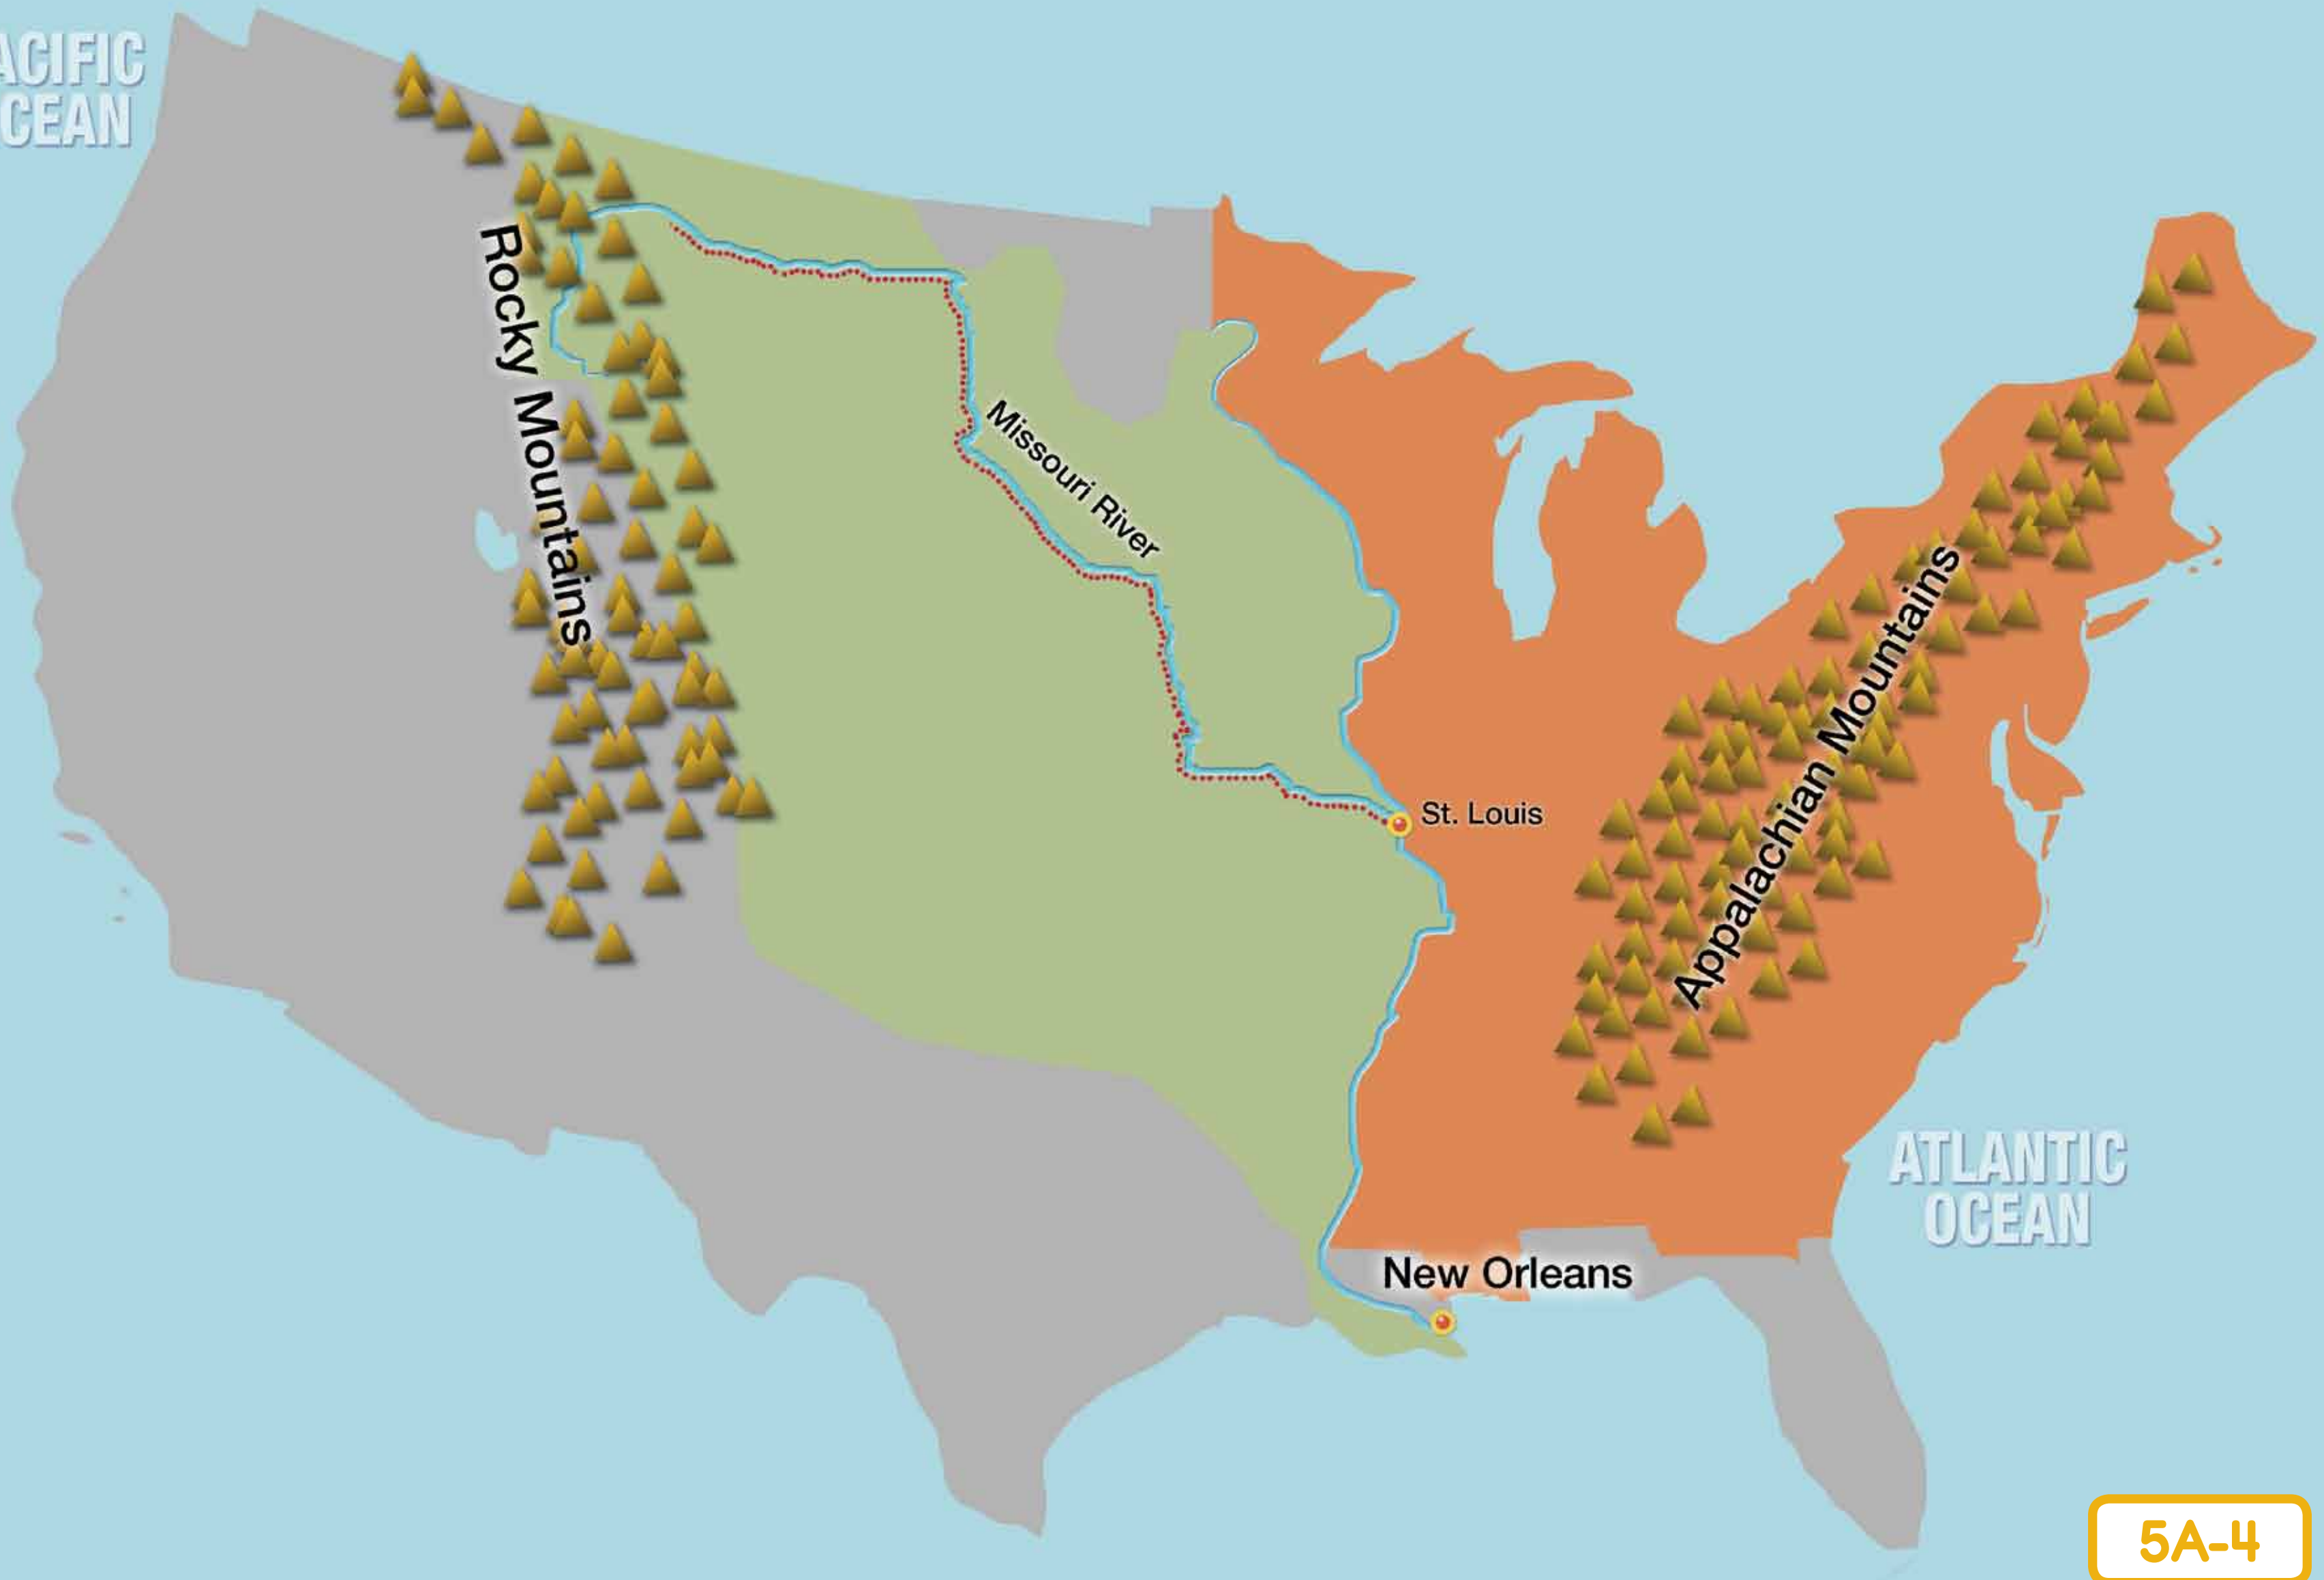 ACIFIC
CEAN
Rocky Mountains
Missouri River
St. Louis
Appalachian Mountains
New Orleans
ATLANTIC
OCEAN
5A-4